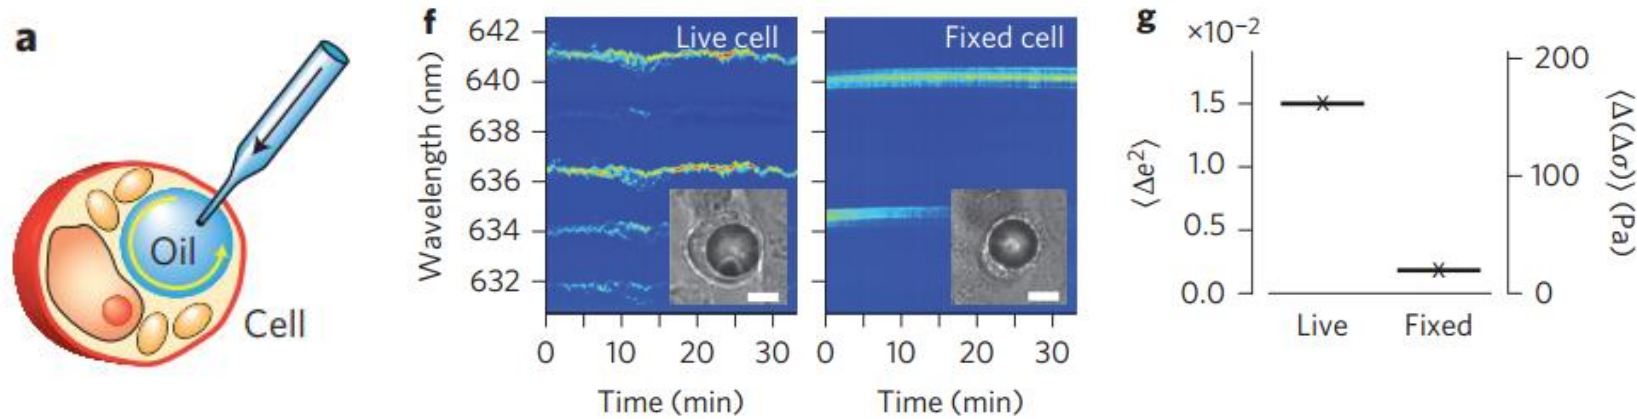 a
Oil
Cell
f
Wavelength (nm)
642
640
638
636
634
632
Live cell
0
10
20
30
Time (min)
Fixed cell
0
10
20
30
Time (min)
g
×10⁻²
⟨Δe²⟩
1.5
1.0
0.5
0.0
Live
Fixed
200
100
0
⟨Δ(Δσ)⟩ (Pa)